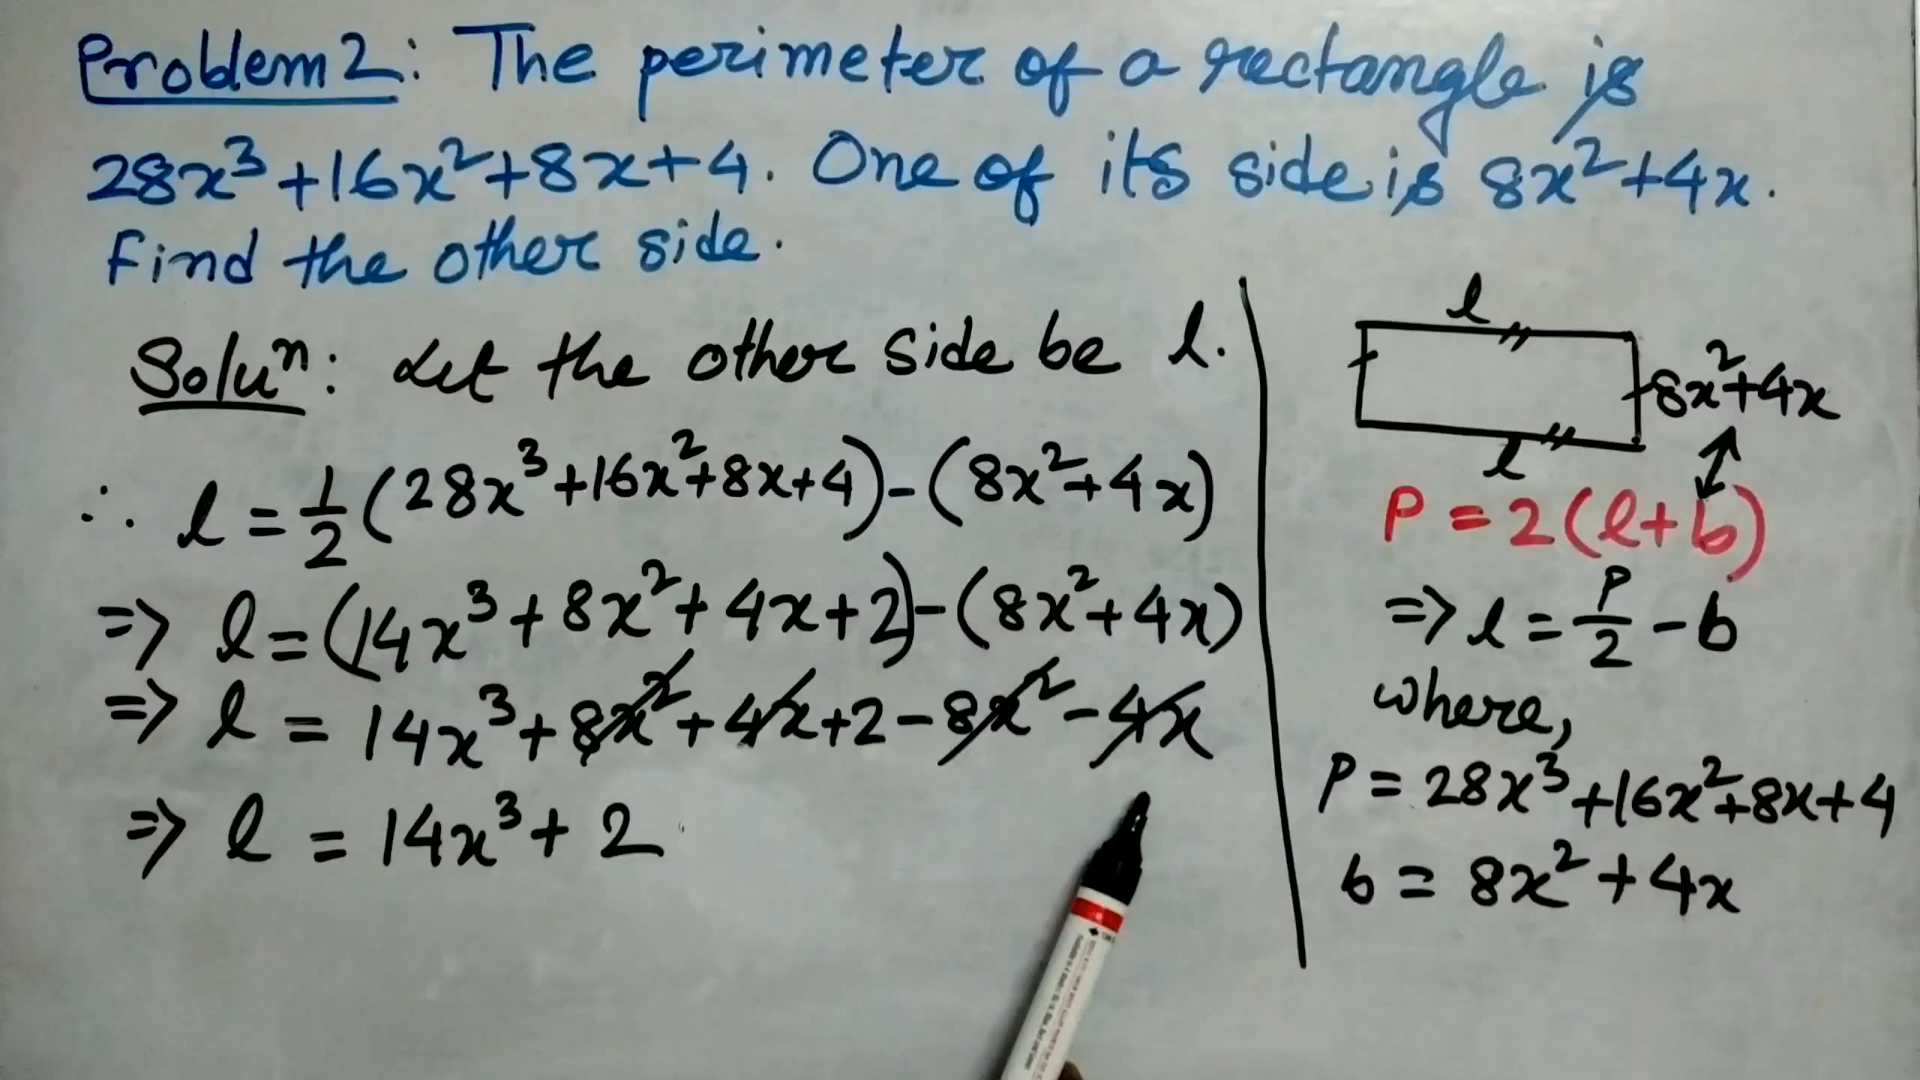 Problem 2: The perimeter of a rectangle is
28x³+16x²+8x+4. One of its side is 8x²+4x.
Find the other side.
Soluⁿ: Let the other side be l.
∴ l = 1/2 (28x³+16x²+8x+4)-(8x²+4x)
=> l = (14x³+8x²+4x+2)-(8x²+4x)
=> l = 14x³+8x²+4x+2-8x²-4x
=> l = 14x³+2
l
8x²+4x
l
P = 2(l+b)
=> l = P/2 - b
where,
P = 28x³+16x²+8x+4
b = 8x²+4x